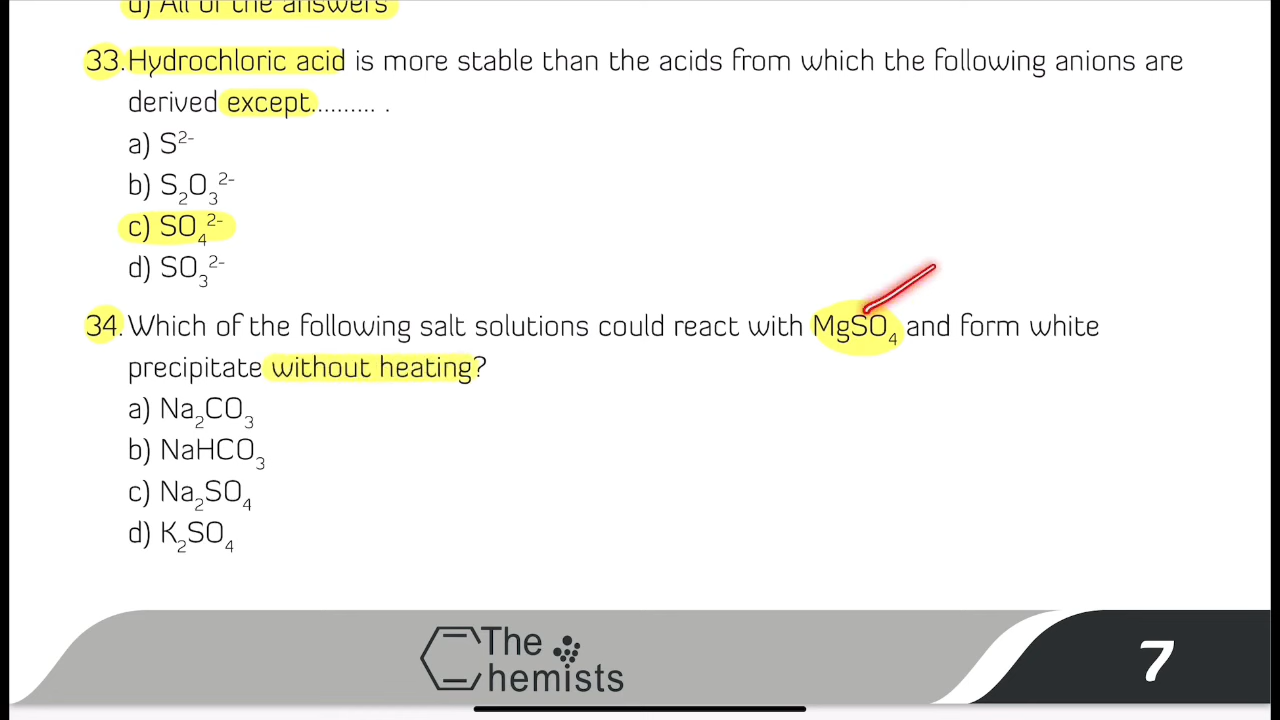 d) All of the answers
33. Hydrochloric acid is more stable than the acids from which the following anions are
derived except.......... .
a) S²⁻
b) S₂O₃²⁻
c) SO₄²⁻
d) SO₃²⁻
34. Which of the following salt solutions could react with MgSO₄ and form white
precipitate without heating?
a) Na₂CO₃
b) NaHCO₃
c) Na₂SO₄
d) K₂SO₄
The
Chemists
7